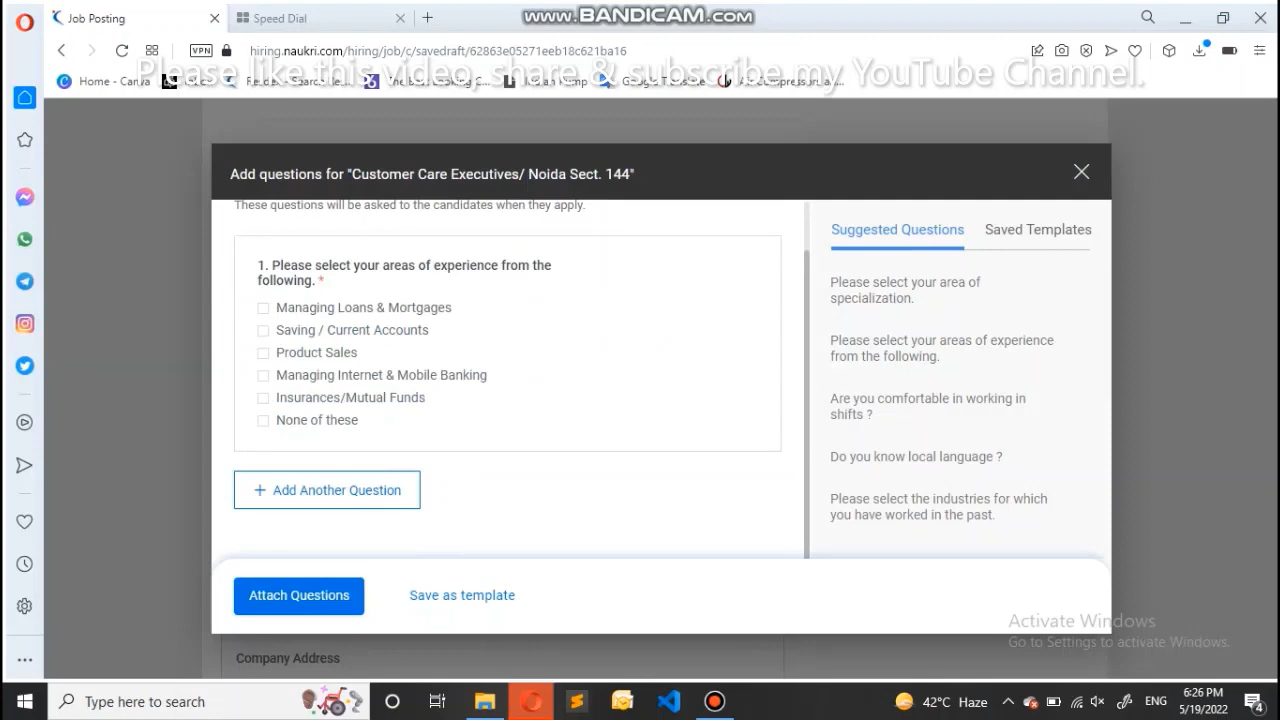 Job Posting
Speed Dial
www.BANDICAM.com
VPN
hiring.naukri.com/hiring/job/c/savedraft/62863e05271eeb18c621ba16
Please like this video, share & subscribe my YouTube Channel.
Home - Canva
Google Translate
Add questions for "Customer Care Executives/ Noida Sect. 144"
These questions will be asked to the candidates when they apply.
1. Please select your areas of experience from the
following. *
Managing Loans & Mortgages
Saving / Current Accounts
Product Sales
Managing Internet & Mobile Banking
Insurances/Mutual Funds
None of these
+ Add Another Question
Attach Questions
Save as template
Suggested Questions
Saved Templates
Please select your area of
specialization.
Please select your areas of experience
from the following.
Are you comfortable in working in
shifts ?
Do you know local language ?
Please select the industries for which
you have worked in the past.
Company Address
Activate Windows
Go to Settings to activate Windows.
Type here to search
42°C Haze
ENG
6:26 PM
5/19/2022
4